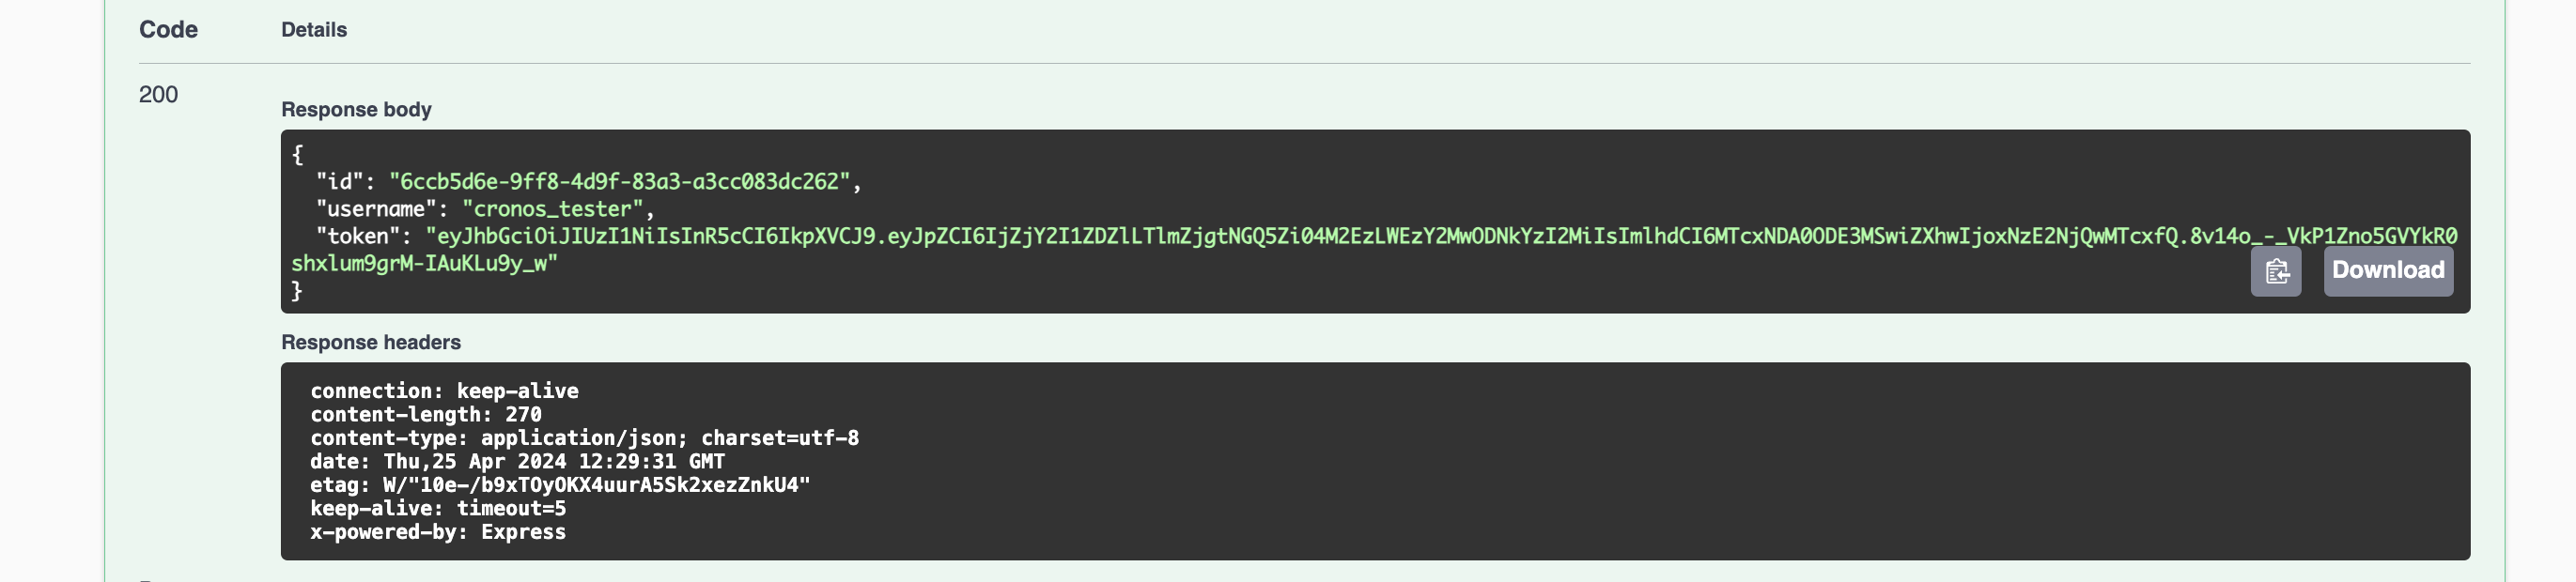 Code Details
200
Response body
{
"id": "6ccb5d6e-9ff8-4d9f-83a3-a3cc083dc262",
"username": "cronos_tester",
"token": "eyJhbGciOiJIUzI1NiIsInR5cCI6IkpXVCJ9.eyJpZCI6IjZjY2I1ZDZlLTlmZjgtNGQ5Zi04M2EzLWEzY2MwODNkYzI2MiIsImlhdCI6MTcxNDA0ODE3MSwiZXhwIjoxNzE2NjQwMTcxfQ.8v14o_-_VkP1Zno5GVYkR0
shxlum9grM-IAuKLu9y_w"
Download
}
Response headers
connection: keep-alive
content-length: 270
content-type: application/json; charset=utf-8
date: Thu,25 Apr 2024 12:29:31 GMT
etag: W/"10e-/b9xTOyOKX4uurA5Sk2xezZnkU4"
keep-alive: timeout=5
x-powered-by: Express